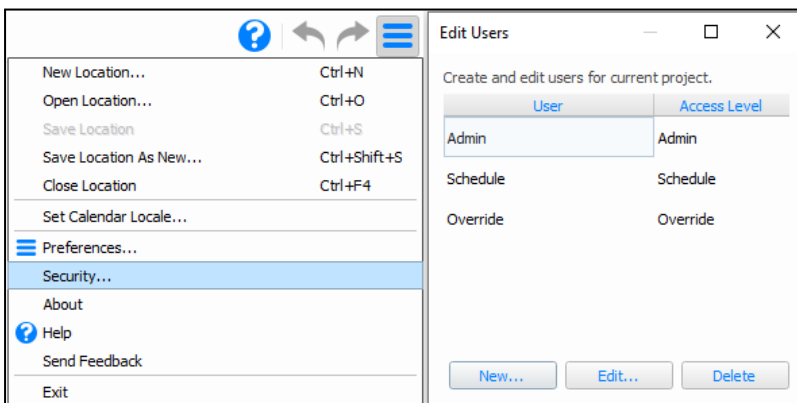 New Location... Ctrl+N
Open Location... Ctrl+O
Save Location Ctrl+S
Save Location As New... Ctrl+Shift+S
Close Location Ctrl+F4
Set Calendar Locale...
Preferences...
Security...
About
Help
Send Feedback
Exit
Edit Users
Create and edit users for current project.
User Access Level
Admin Admin
Schedule Schedule
Override Override
New... Edit... Delete